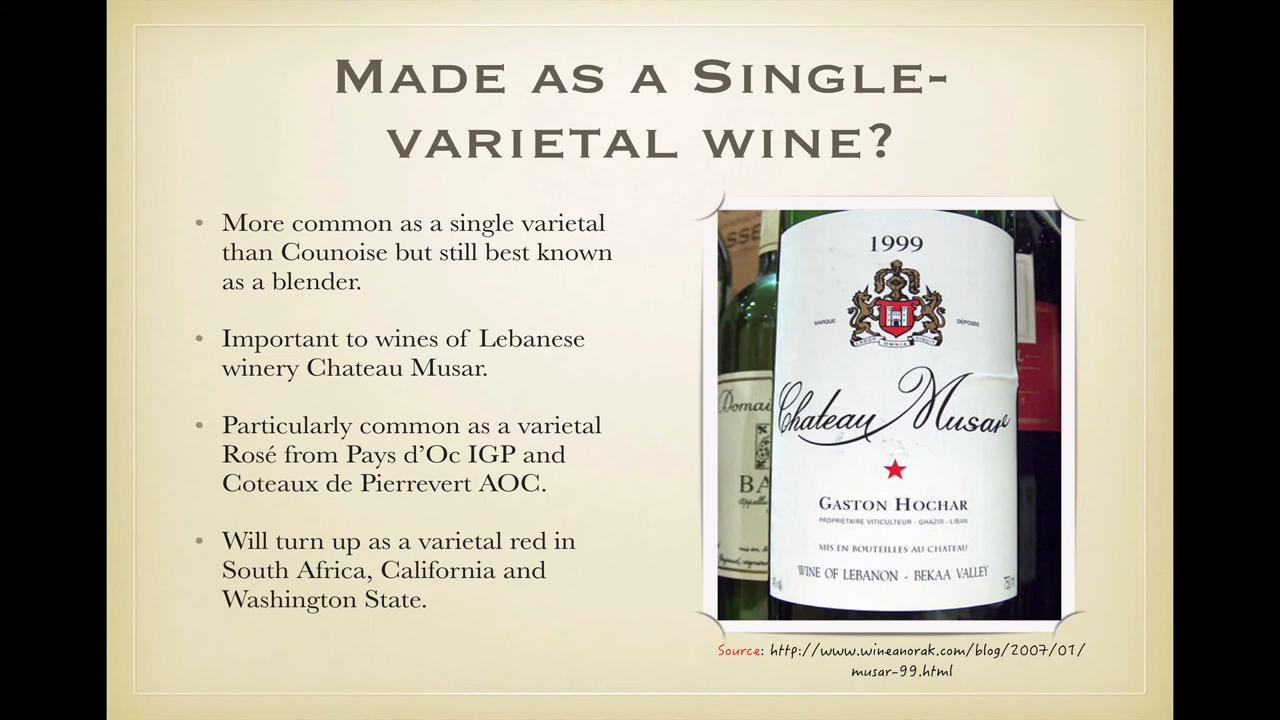 MADE AS A SINGLE-
VARIETAL WINE?
• More common as a single varietal
than Counoise but still best known
as a blender.
• Important to wines of Lebanese
winery Chateau Musar.
• Particularly common as a varietal
Rosé from Pays d'Oc IGP and
Coteaux de Pierrevert AOC.
• Will turn up as a varietal red in
South Africa, California and
Washington State.
1999
MARQUE DÉPOSÉE
OMNIA
Chateau Musar
GASTON HOCHAR
PROPRIÉTAIRE VITICULTEUR - GHAZIR - LIBAN
MIS EN BOUTEILLES AU CHATEAU
WINE OF LEBANON - BEKAA VALLEY
Domai
BA
Source: http://www.wineanorak.com/blog/2007/01/
musar-99.html